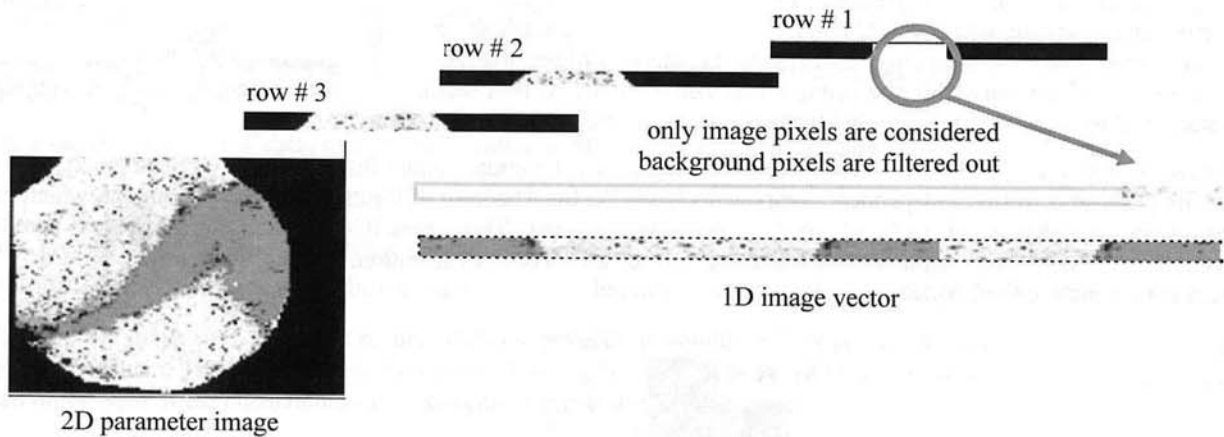 row # 1
row # 2
row # 3
only image pixels are considered
background pixels are filtered out
1D image vector
2D parameter image